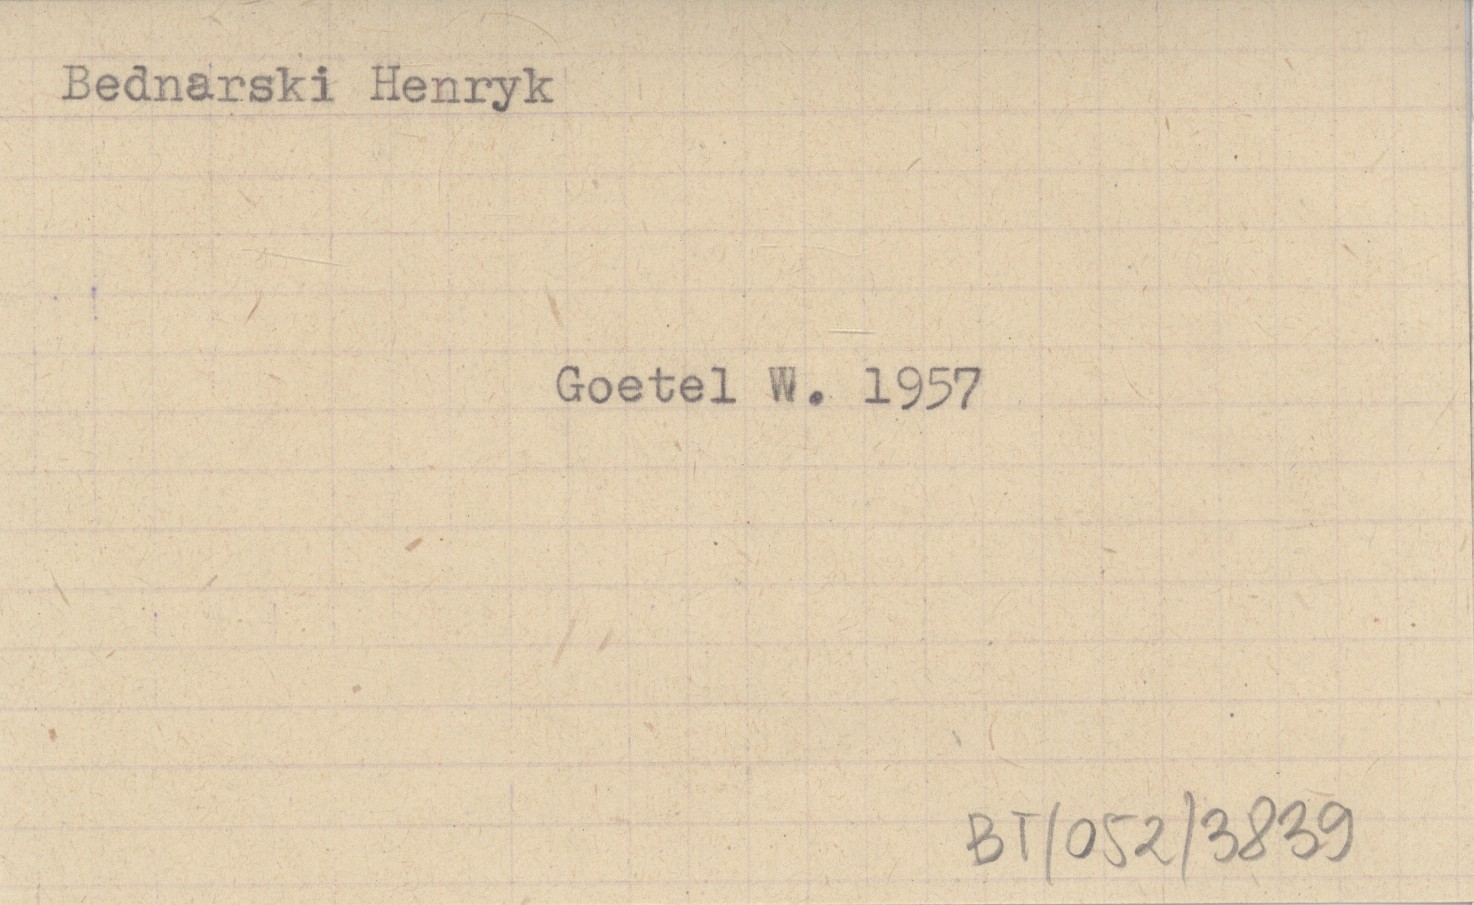 Bednarski Henryk
Goetel W. 1957
BT/052/3839